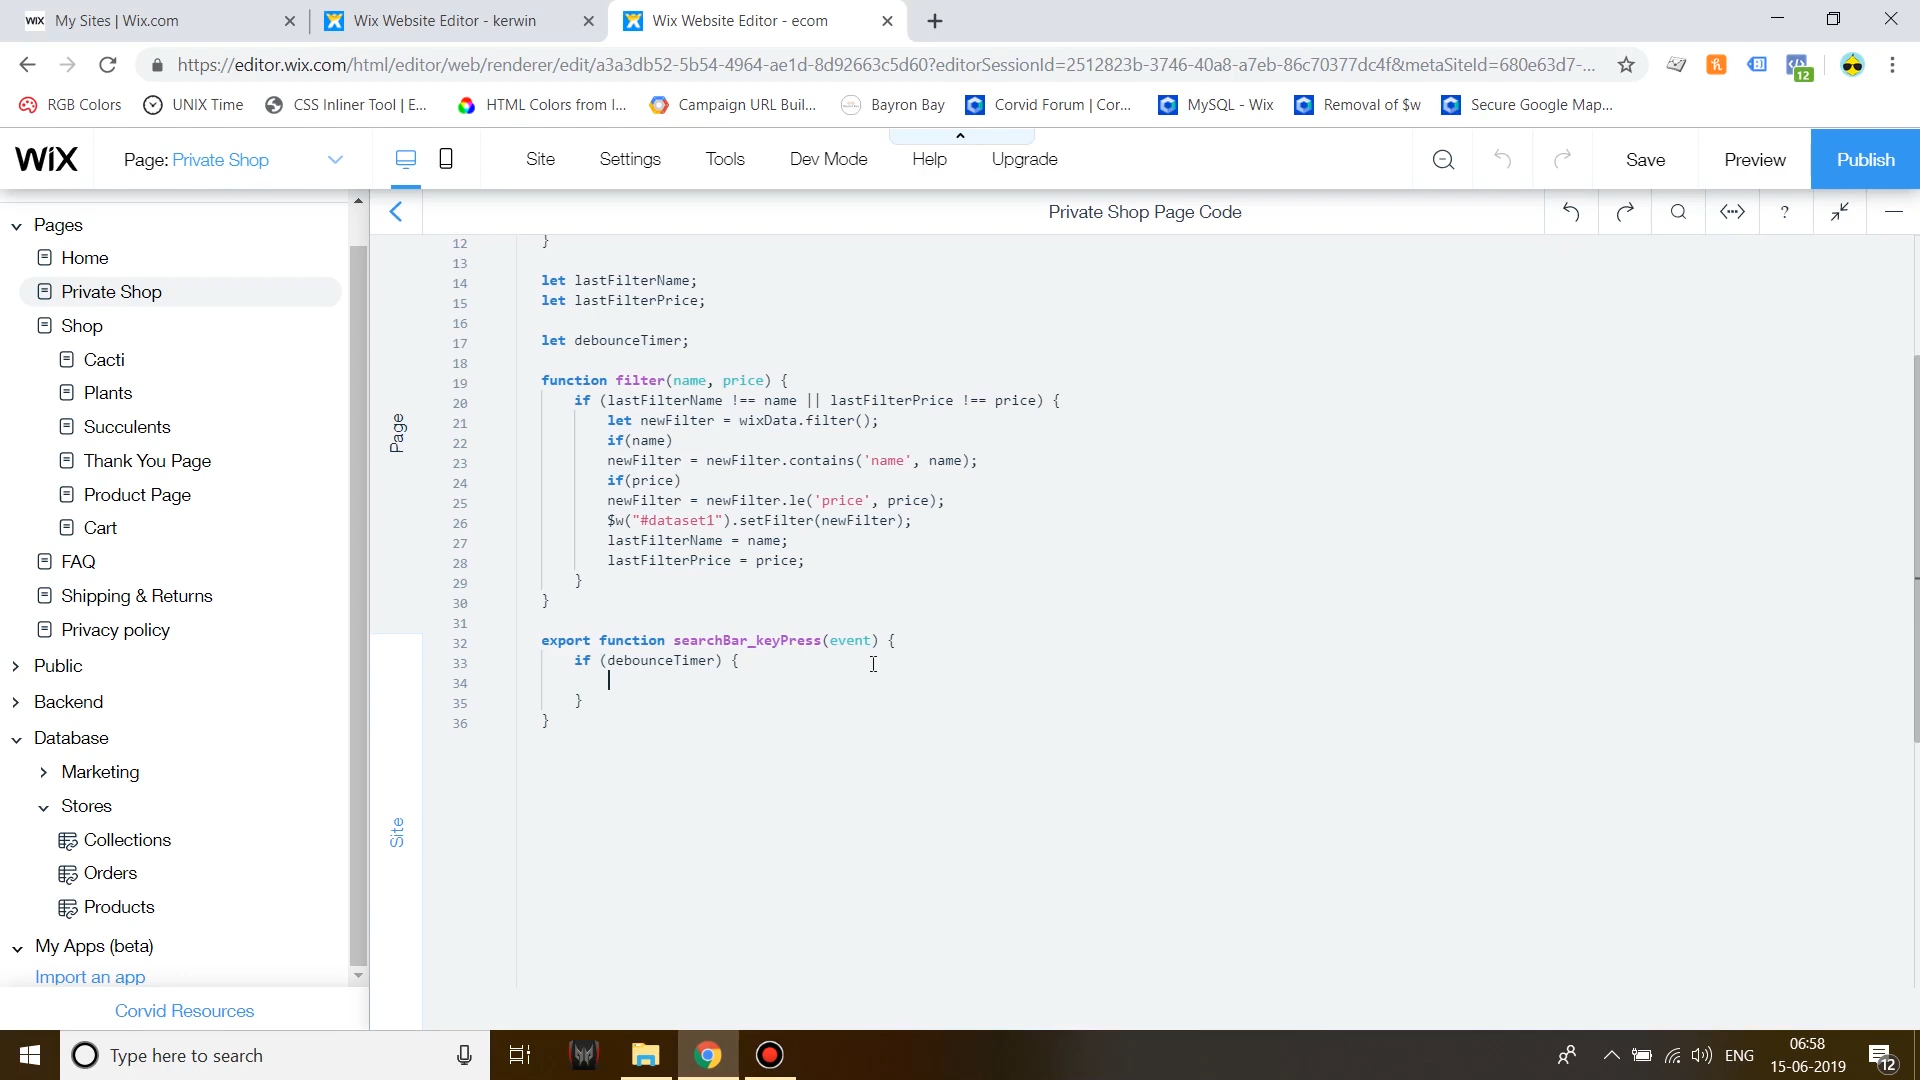 WiX My Sites | Wix.com
Wix Website Editor - kerwin
Wix Website Editor - ecom
https://editor.wix.com/html/editor/web/renderer/edit/a3a3db52-5b54-4964-ae1d-8d92663c5d60?editorSessionId=2512823b-3746-40a8-a7eb-86c70377dc4f&metaSiteId=680e63d7-...
12
RGB Colors
UNIX Time
CSS Inliner Tool | E...
HTML Colors from I...
Campaign URL Buil...
Bayron Bay
Corvid Forum | Cor...
MySQL - Wix
Removal of $w
Secure Google Map...
WiX
Page: Private Shop
Site
Settings
Tools
Dev Mode
Help
Upgrade
Save
Preview
Publish
Private Shop Page Code
?
Pages
Home
Private Shop
Shop
Cacti
Plants
Succulents
Thank You Page
Product Page
Cart
FAQ
Shipping & Returns
Privacy policy
Public
Backend
Database
Marketing
Stores
Collections
Orders
Products
My Apps (beta)
Import an app
Corvid Resources
Page
Site
12 }
13
14 let lastFilterName;
15 let lastFilterPrice;
16
17 let debounceTimer;
18
19 function filter(name, price) {
20 if (lastFilterName !== name || lastFilterPrice !== price) {
21 let newFilter = wixData.filter();
22 if(name)
23 newFilter = newFilter.contains('name', name);
24 if(price)
25 newFilter = newFilter.le('price', price);
26 $w("#dataset1").setFilter(newFilter);
27 lastFilterName = name;
28 lastFilterPrice = price;
29 }
30 }
31
32 export function searchBar_keyPress(event) {
33 if (debounceTimer) {
34
35 }
36 }
Type here to search
ENG
06:58
15-06-2019
12